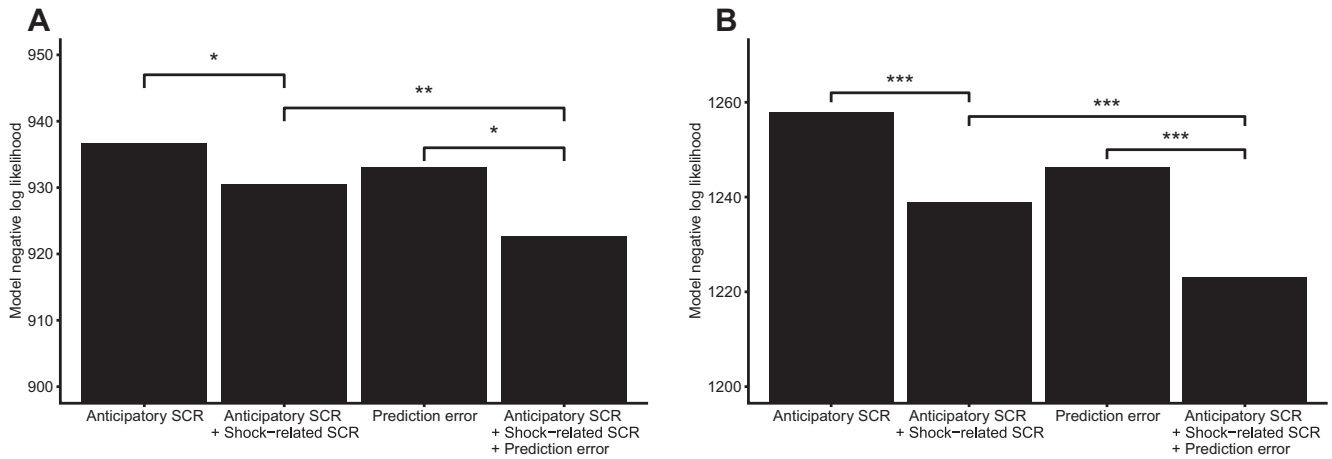 A
Model negative log likelihood
950
940
930
920
910
900
*
**
*
Anticipatory SCR
Anticipatory SCR
+ Shock−related SCR
Prediction error
Anticipatory SCR
+ Shock−related SCR
+ Prediction error
B
Model negative log likelihood
1260
1240
1220
1200
***
***
***
Anticipatory SCR
Anticipatory SCR
+ Shock−related SCR
Prediction error
Anticipatory SCR
+ Shock−related SCR
+ Prediction error